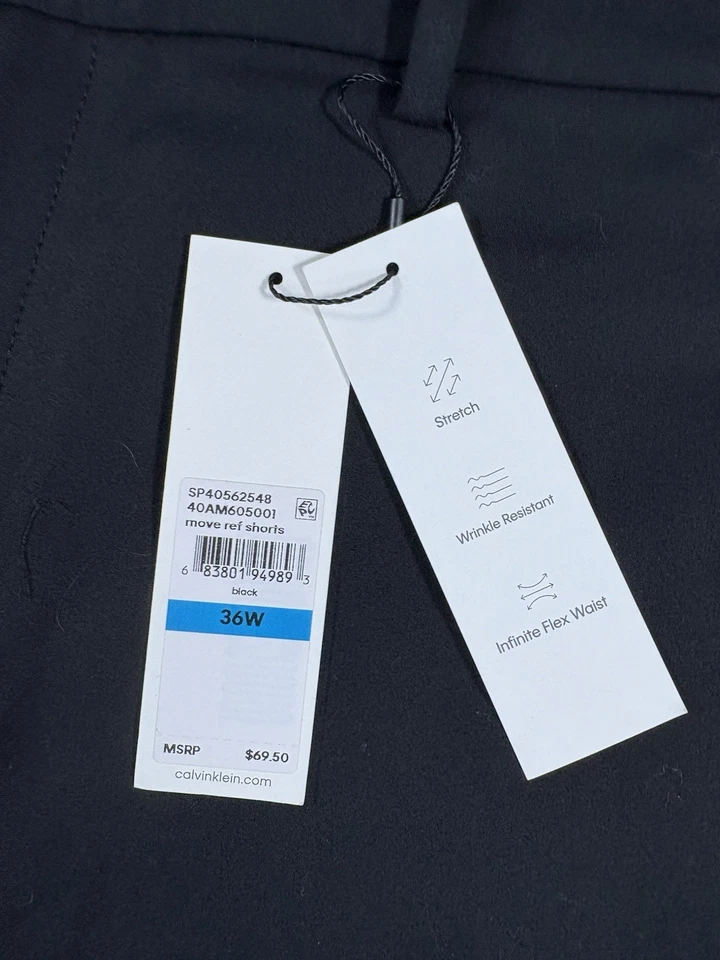 SP40562548
40AM605001
move ref shorts
6 83801 94989 3
black
36W
MSRP $69.50
calvinklein.com
Stretch
Wrinkle Resistant
Infinite Flex Waist